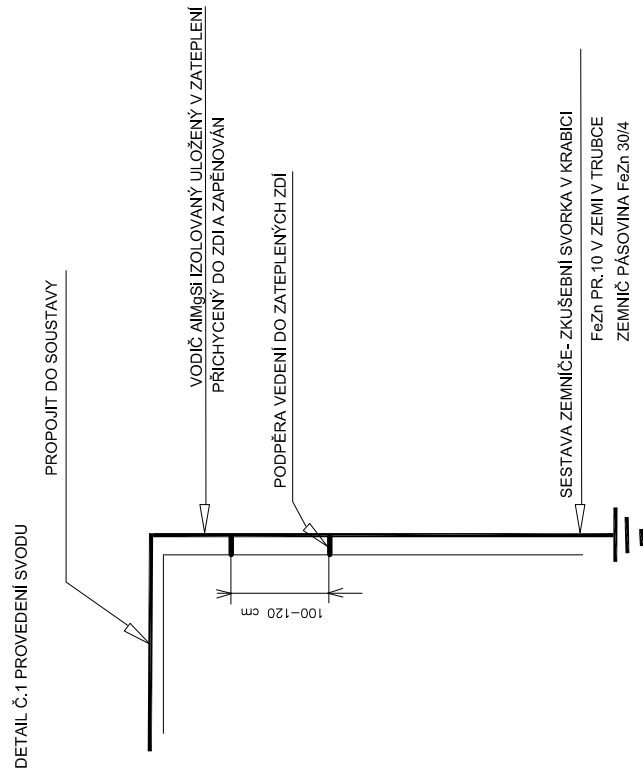 DETAIL Č.1 PROVEDENÍ SVODU
PROPOJIT DO SOUSTAVY
VODIČ AlMgSi IZOLOVANÝ ULOŽENÝ V ZATEPLENÍ
PŘICHYCENÝ DO ZDI A ZAPĚNOVÁN
PODPĚRA VEDENÍ DO ZATEPLENÝCH ZDÍ
100-120 cm
SESTAVA ZEMNÍČE- ZKUŠEBNÍ SVORKA V KRABICI
FeZn PR.10 V ZEMI V TRUBCE
ZEMNIČ PÁSOVINA FeZn 30/4